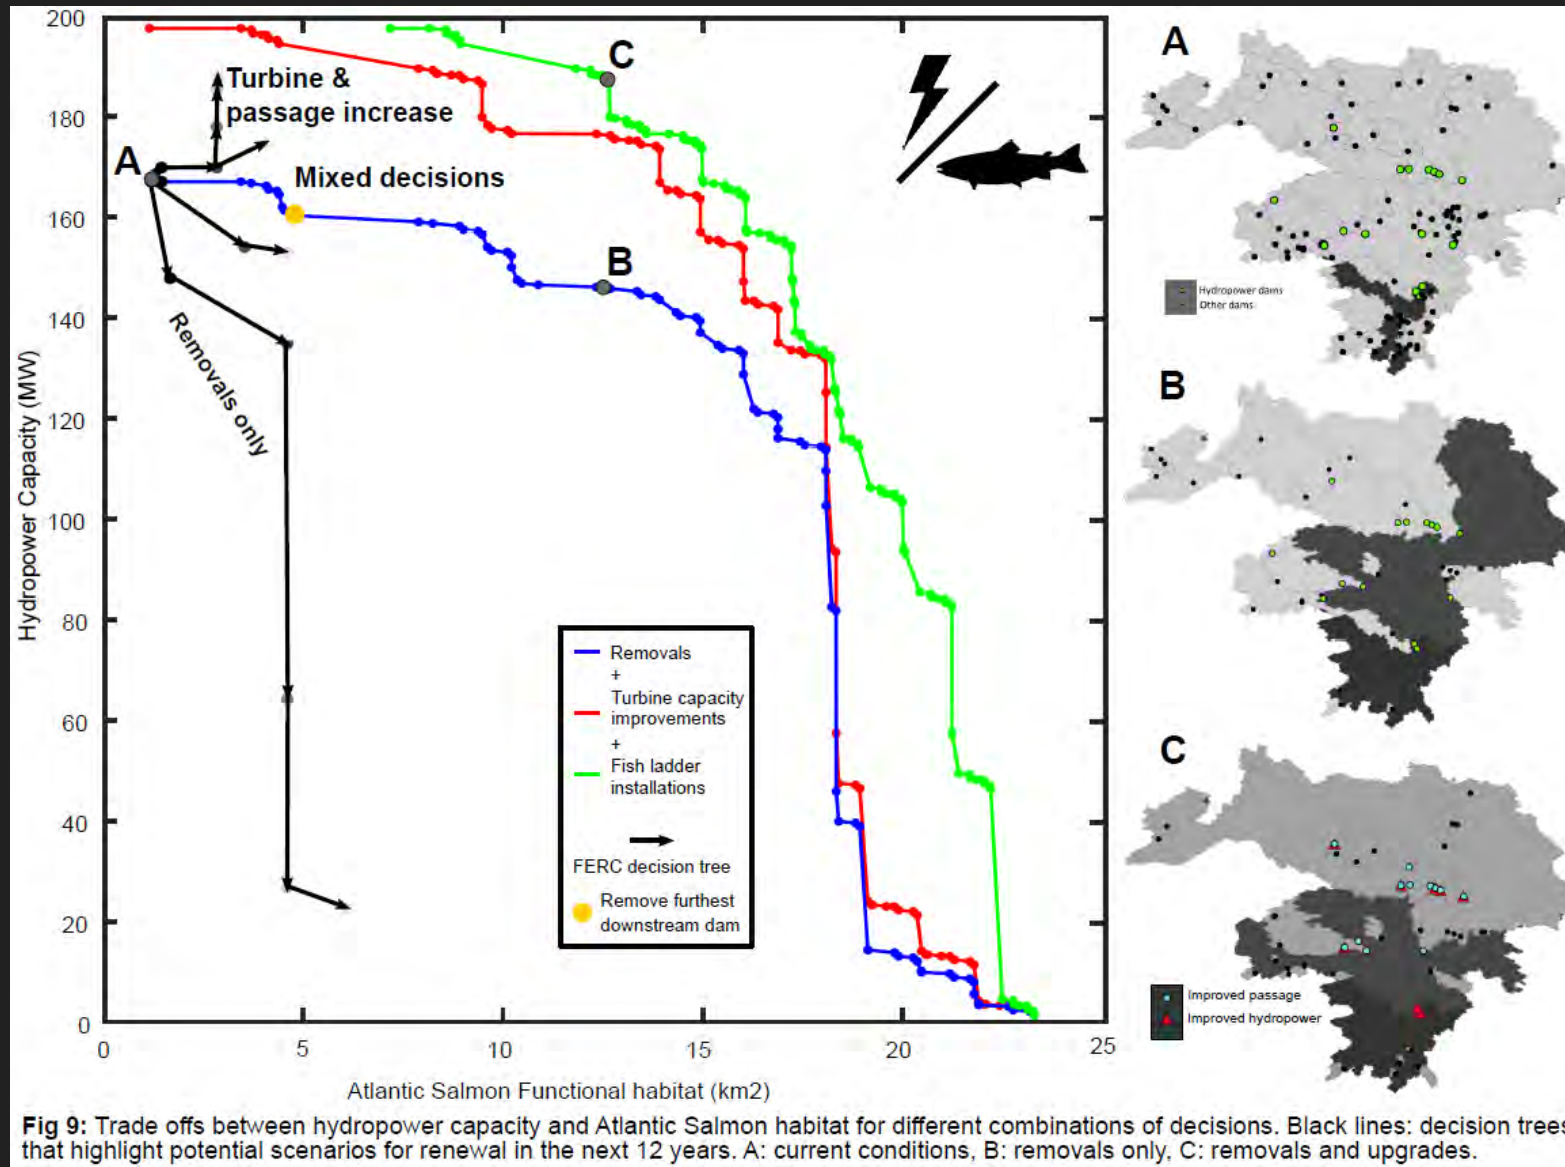 200
180
160
140
120
100
80
60
40
20
0
Hydropower Capacity (MW)
0
5
10
15
20
25
Atlantic Salmon Functional habitat (km2)
A
Turbine &
passage increase
Mixed decisions
Removals only
B
C
Removals
+
Turbine capacity
improvements
+
Fish ladder
installations
FERC decision tree
Remove furthest
downstream dam
A
Hydropower dams
Other dams
B
C
Improved passage
Improved hydropower
Fig 9: Trade offs between hydropower capacity and Atlantic Salmon habitat for different combinations of decisions. Black lines: decision trees
that highlight potential scenarios for renewal in the next 12 years. A: current conditions, B: removals only, C: removals and upgrades.